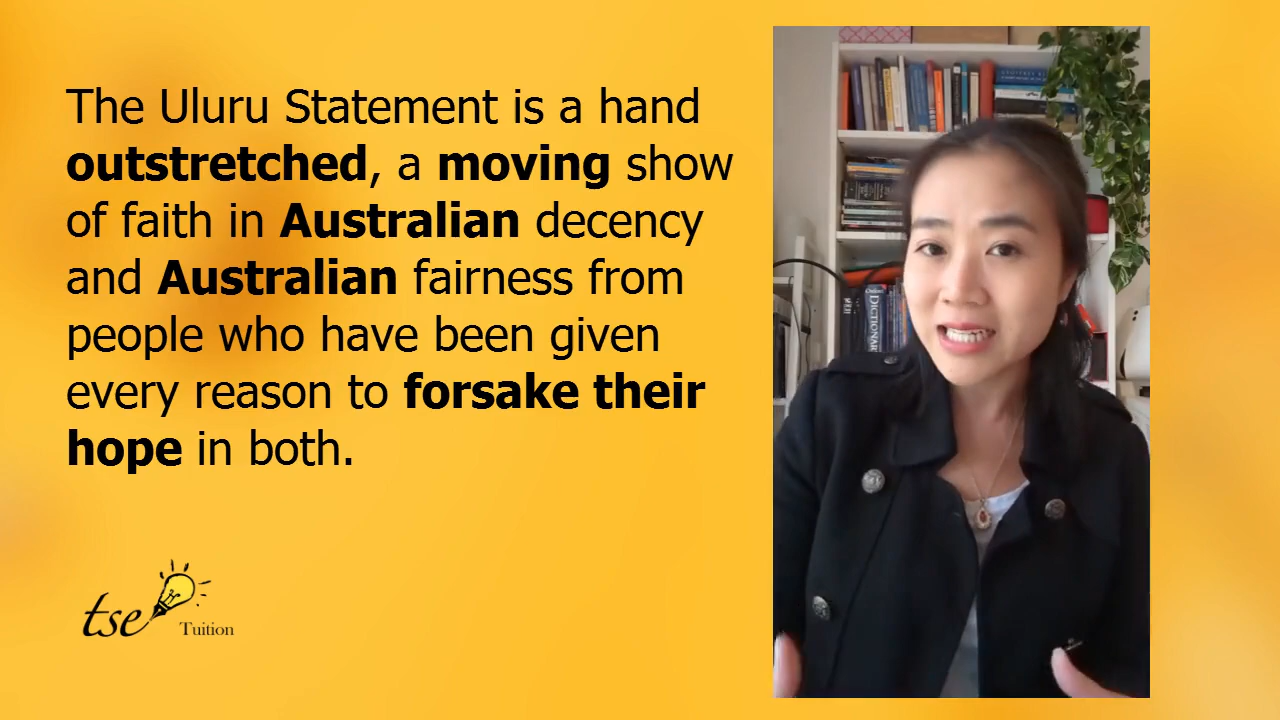 The Uluru Statement is a hand
outstretched, a moving show
of faith in Australian decency
and Australian fairness from
people who have been given
every reason to forsake their
hope in both.
tse
Tuition
DICTIONARY